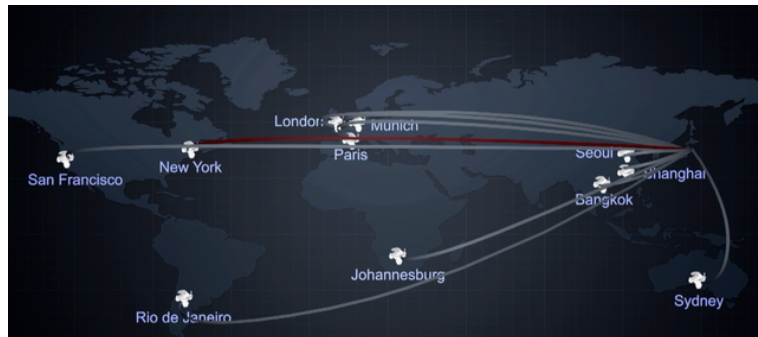 London
Munich
Paris
New York
San Francisco
Seoul
Shanghai
Bangkok
Johannesburg
Rio de Janeiro
Sydney